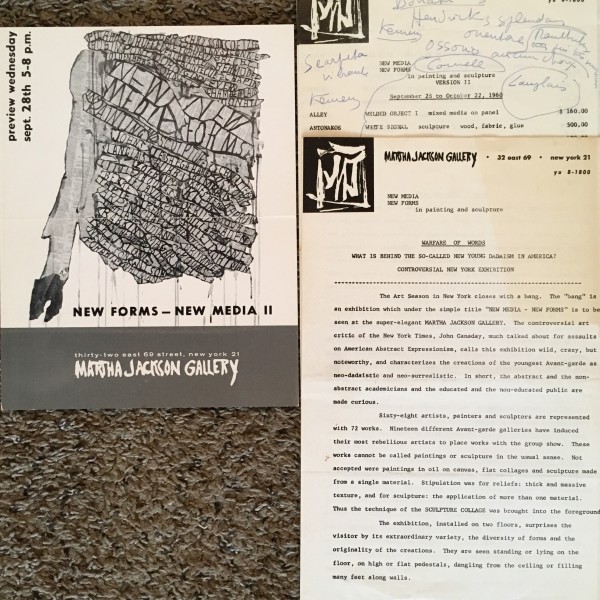 preview wednesday
sept. 28th 5-8 p.m.
NEW FORMS — NEW MEDIA II
thirty-two east 69 street, new york 21
MARTHA JACKSON GALLERY
Hendricks splendour
Kemeny
Ossorio
Cornell
Kemeny
NEW MEDIA
NEW FORMS
in painting and sculpture
VERSION II
September 28 to October 22, 1960
ALLEY WELDED OBJECT I mixed media on panel $ 160.00
ANTONAKOS WHITE SIGNAL sculpture wood, fabric, glue 500.00
MARTHA JACKSON GALLERY • 32 east 69 • new york 21
yu 8-1800
NEW MEDIA
NEW FORMS
in painting and sculpture
WARFARE OF WORDS
WHAT IS BEHIND THE SO-CALLED NEW YOUNG DADAISM IN AMERICA?
CONTROVERSIAL NEW YORK EXHIBITION
The Art Season in New York closes with a bang. The "bang" is
an exhibition which under the simple title "NEW MEDIA - NEW FORMS" is to be
seen at the super-elegant MARTHA JACKSON GALLERY. The controversial art
critic of the New York Times, John Canaday, much talked about for assaults
on American Abstract Expressionism, calls this exhibition wild, crazy, but
noteworthy, and characterizes the creations of the youngest Avant-garde as
neo-dadaistic and neo-surrealistic. In short, the abstract and the non-
abstract academicians and the educated and the non-educated public are
made curious.
Sixty-eight artists, painters and sculptors are represented
with 72 works. Nineteen different Avant-garde galleries have induced
their most rebellious artists to place works with the group show. These
works cannot be called paintings or sculpture in the usual sense. Not
accepted were paintings in oil on canvas, flat collages and sculpture made
from a single material. Stipulation was for reliefs: thick and massive
texture, and for sculpture: the application of more than one material.
Thus the technique of the SCULPTURE COLLAGE was brought into the foreground
The exhibition, installed on two floors, surprises the
visitor by its extraordinary variety, the diversity of forms and the
originality of the creations. They are seen standing or lying on the
floor, on high or flat pedestals, dangling from the ceiling or filling
many feet along walls.